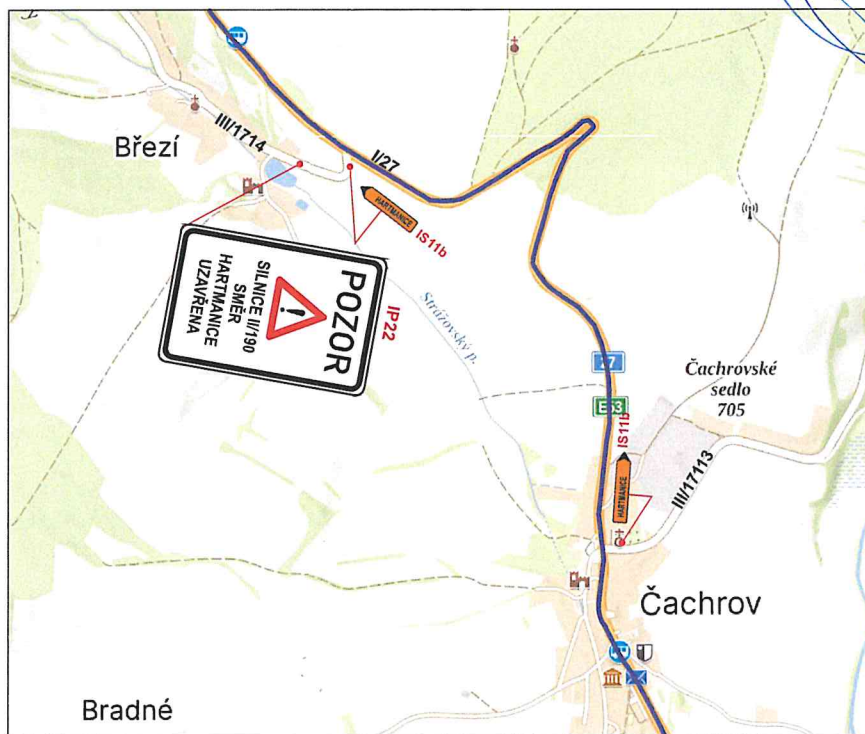 Březí
III/1714
I/27
HARTMANICE
IS11b
POZOR
SILNICE II/190
SMĚR
HARTMANICE
UZAVŘENA
IP22
Strážovský p.
27
E53
Čachrovské
sedlo
705
IS11b
HARTMANICE
III/17113
Čachrov
Bradné